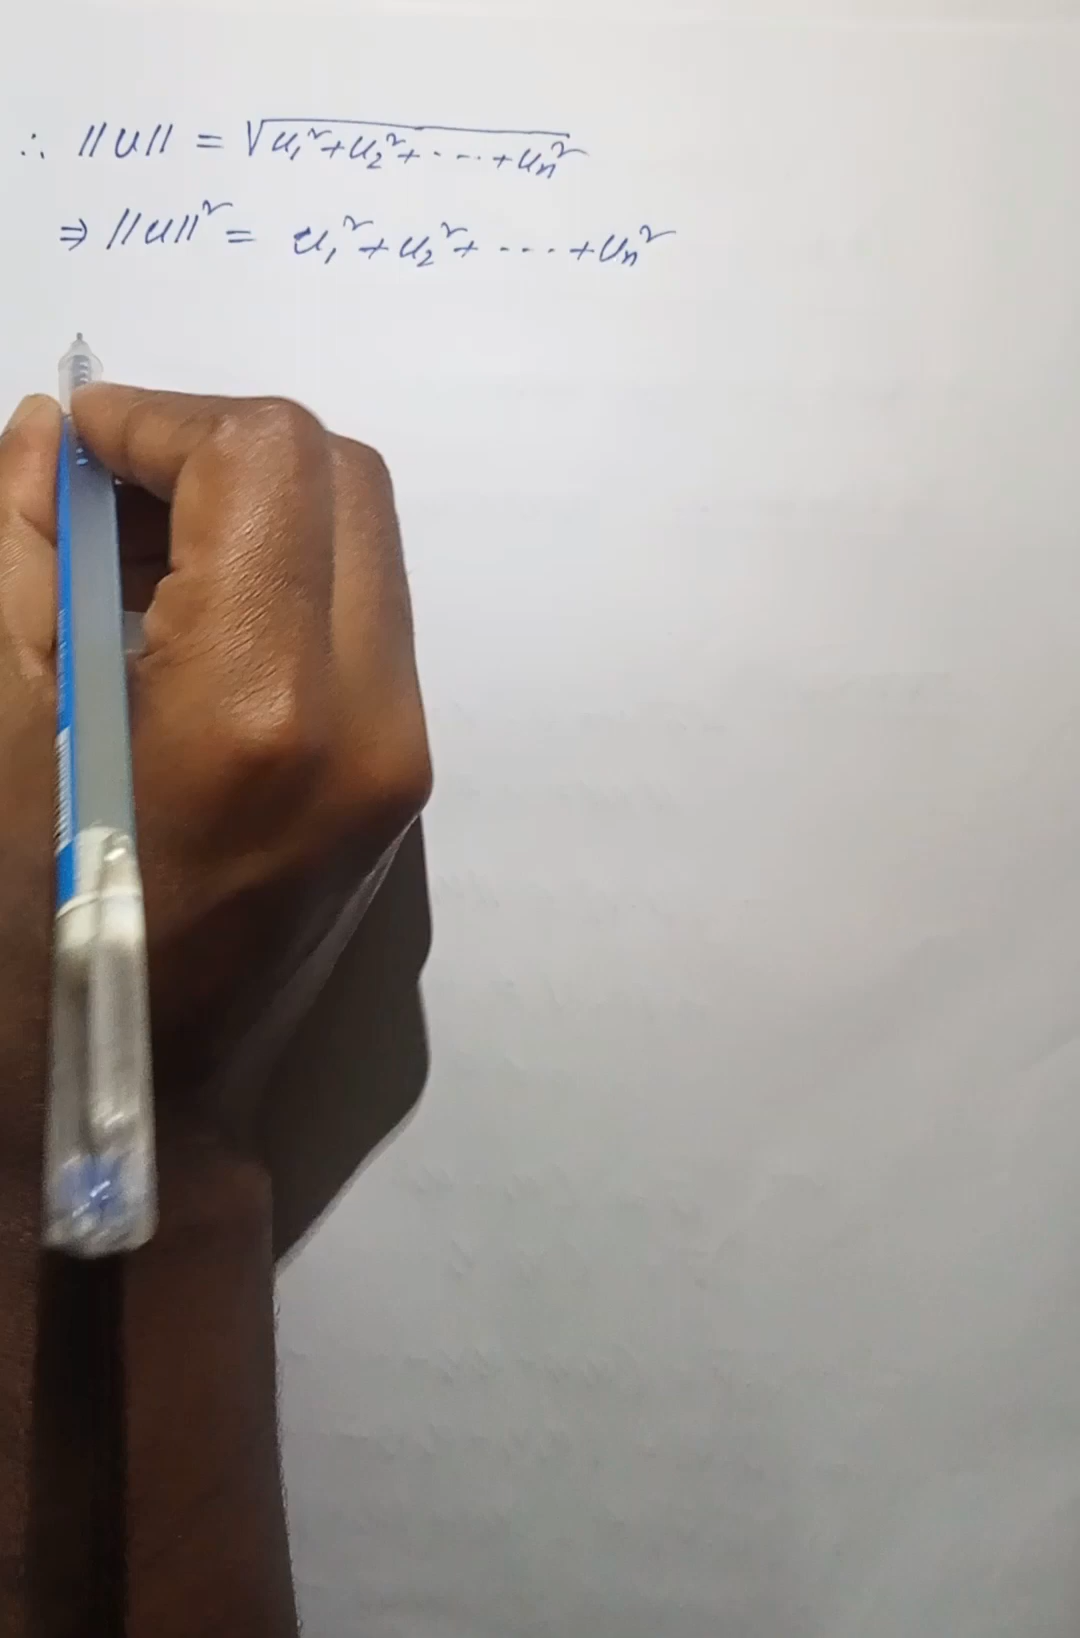 ∴ ||u|| = √(u₁² + u₂² + ---- + uₙ²)
⇒ ||u||² = u₁² + u₂² + ---- + uₙ²